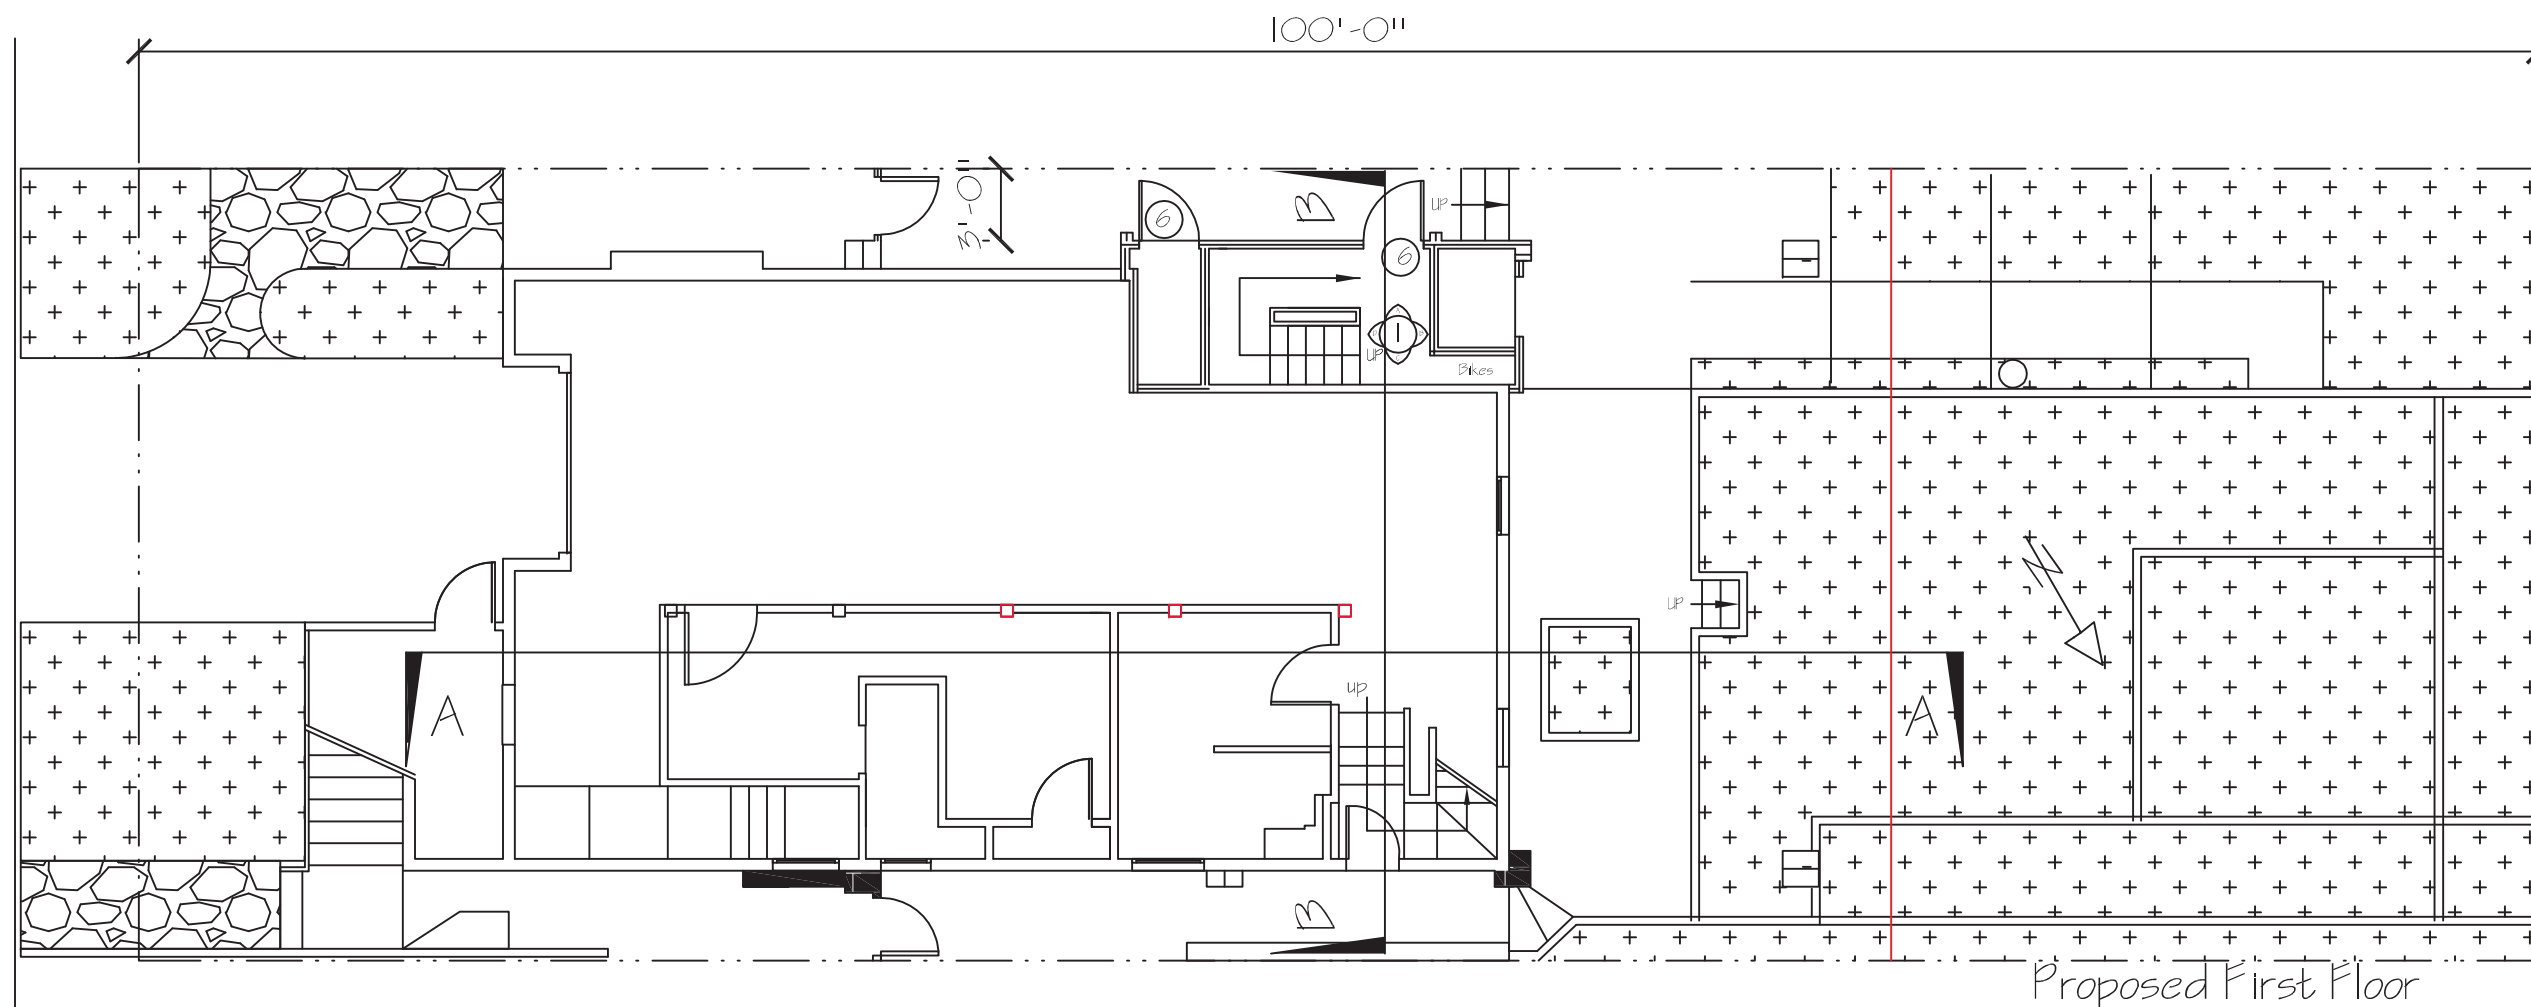 100'-0"
3'-0"
6
B
UP
6
1
UP
Bikes
UP
A
UP
A
B
N
Proposed First Floor